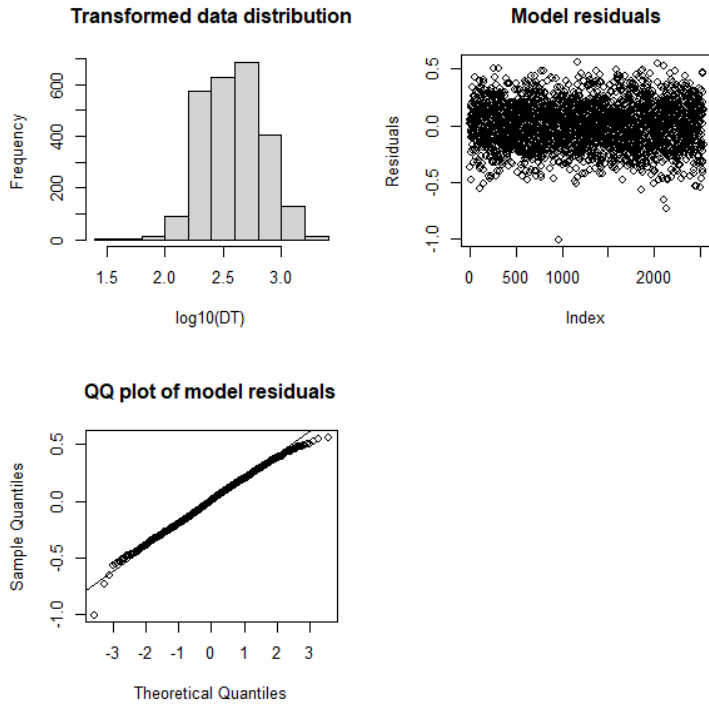 Transformed data distribution
Frequency
0
200
400
600
1.5 2.0 2.5 3.0
log10(DT)
Model residuals
Residuals
-1.0
-0.5
0.0
0.5
0 500 1000 2000
Index
QQ plot of model residuals
Sample Quantiles
-1.0
-0.5
0.0
0.5
-3 -2 -1 0 1 2 3
Theoretical Quantiles